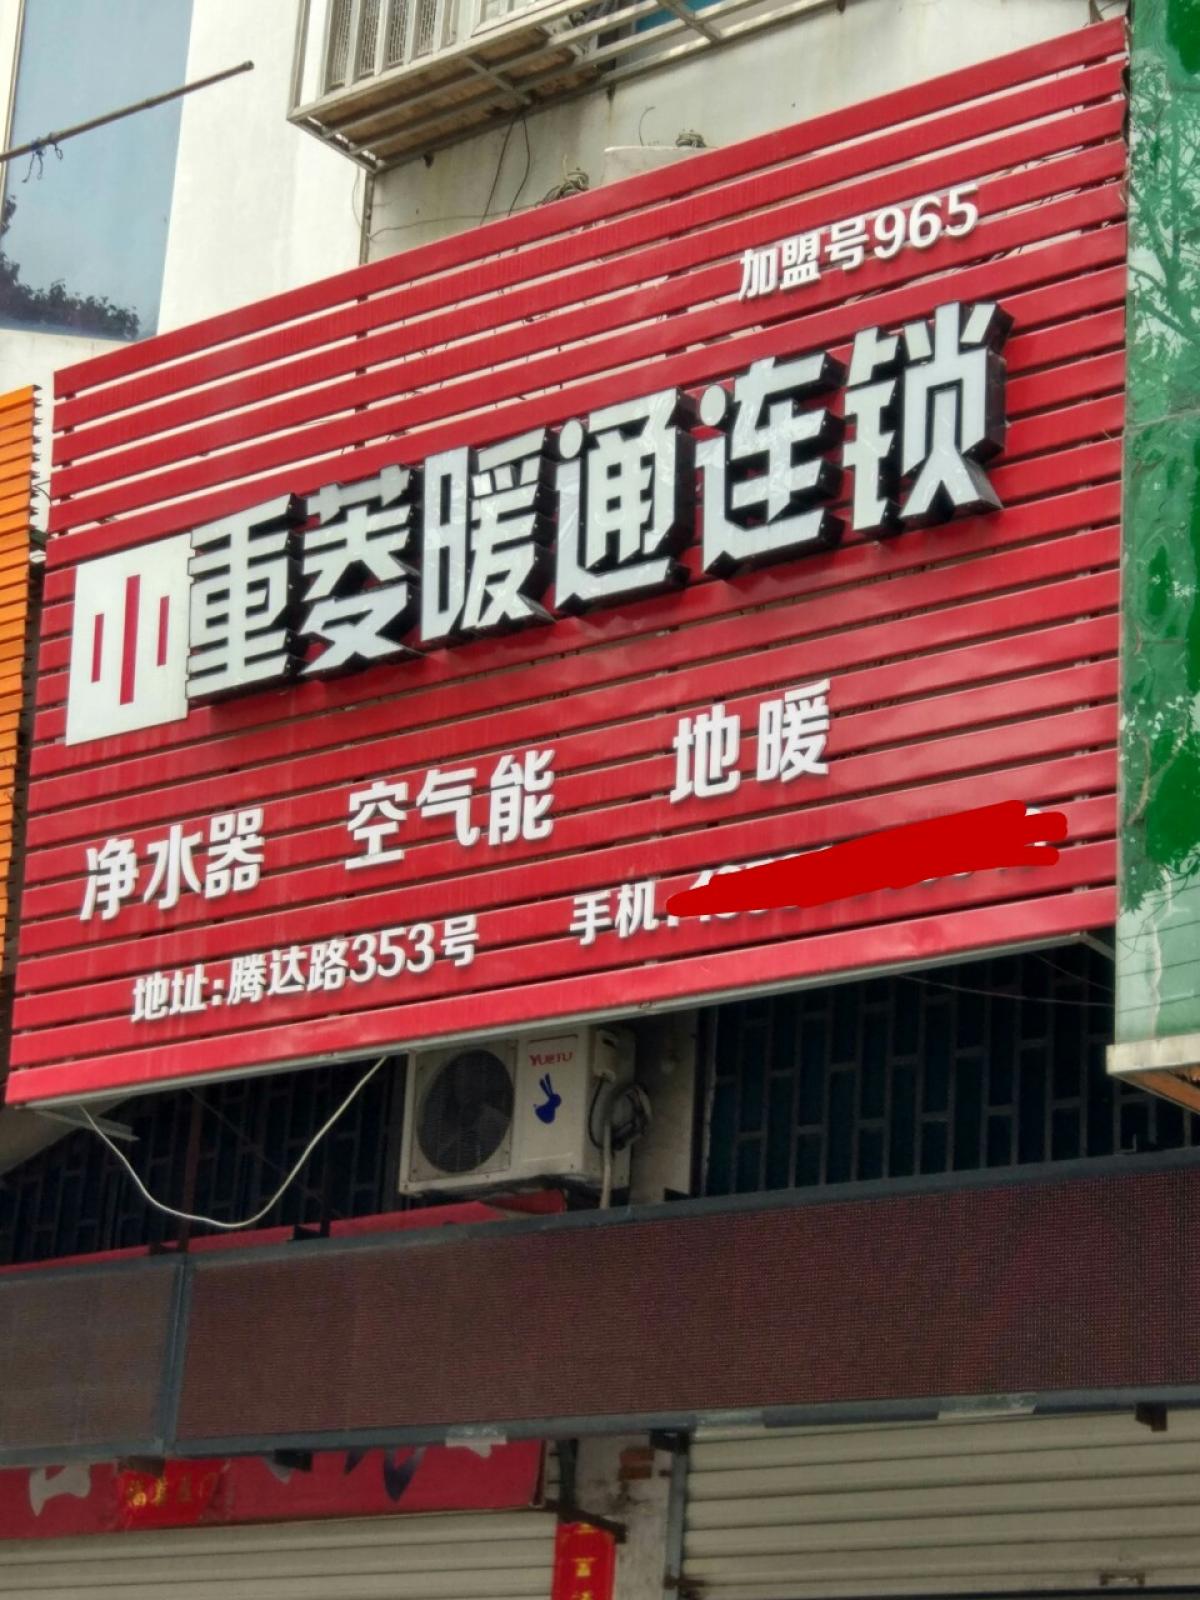 加盟号965
重菱暖通连锁
净水器 空气能 地暖
地址:腾达路353号 手机:
YUETU